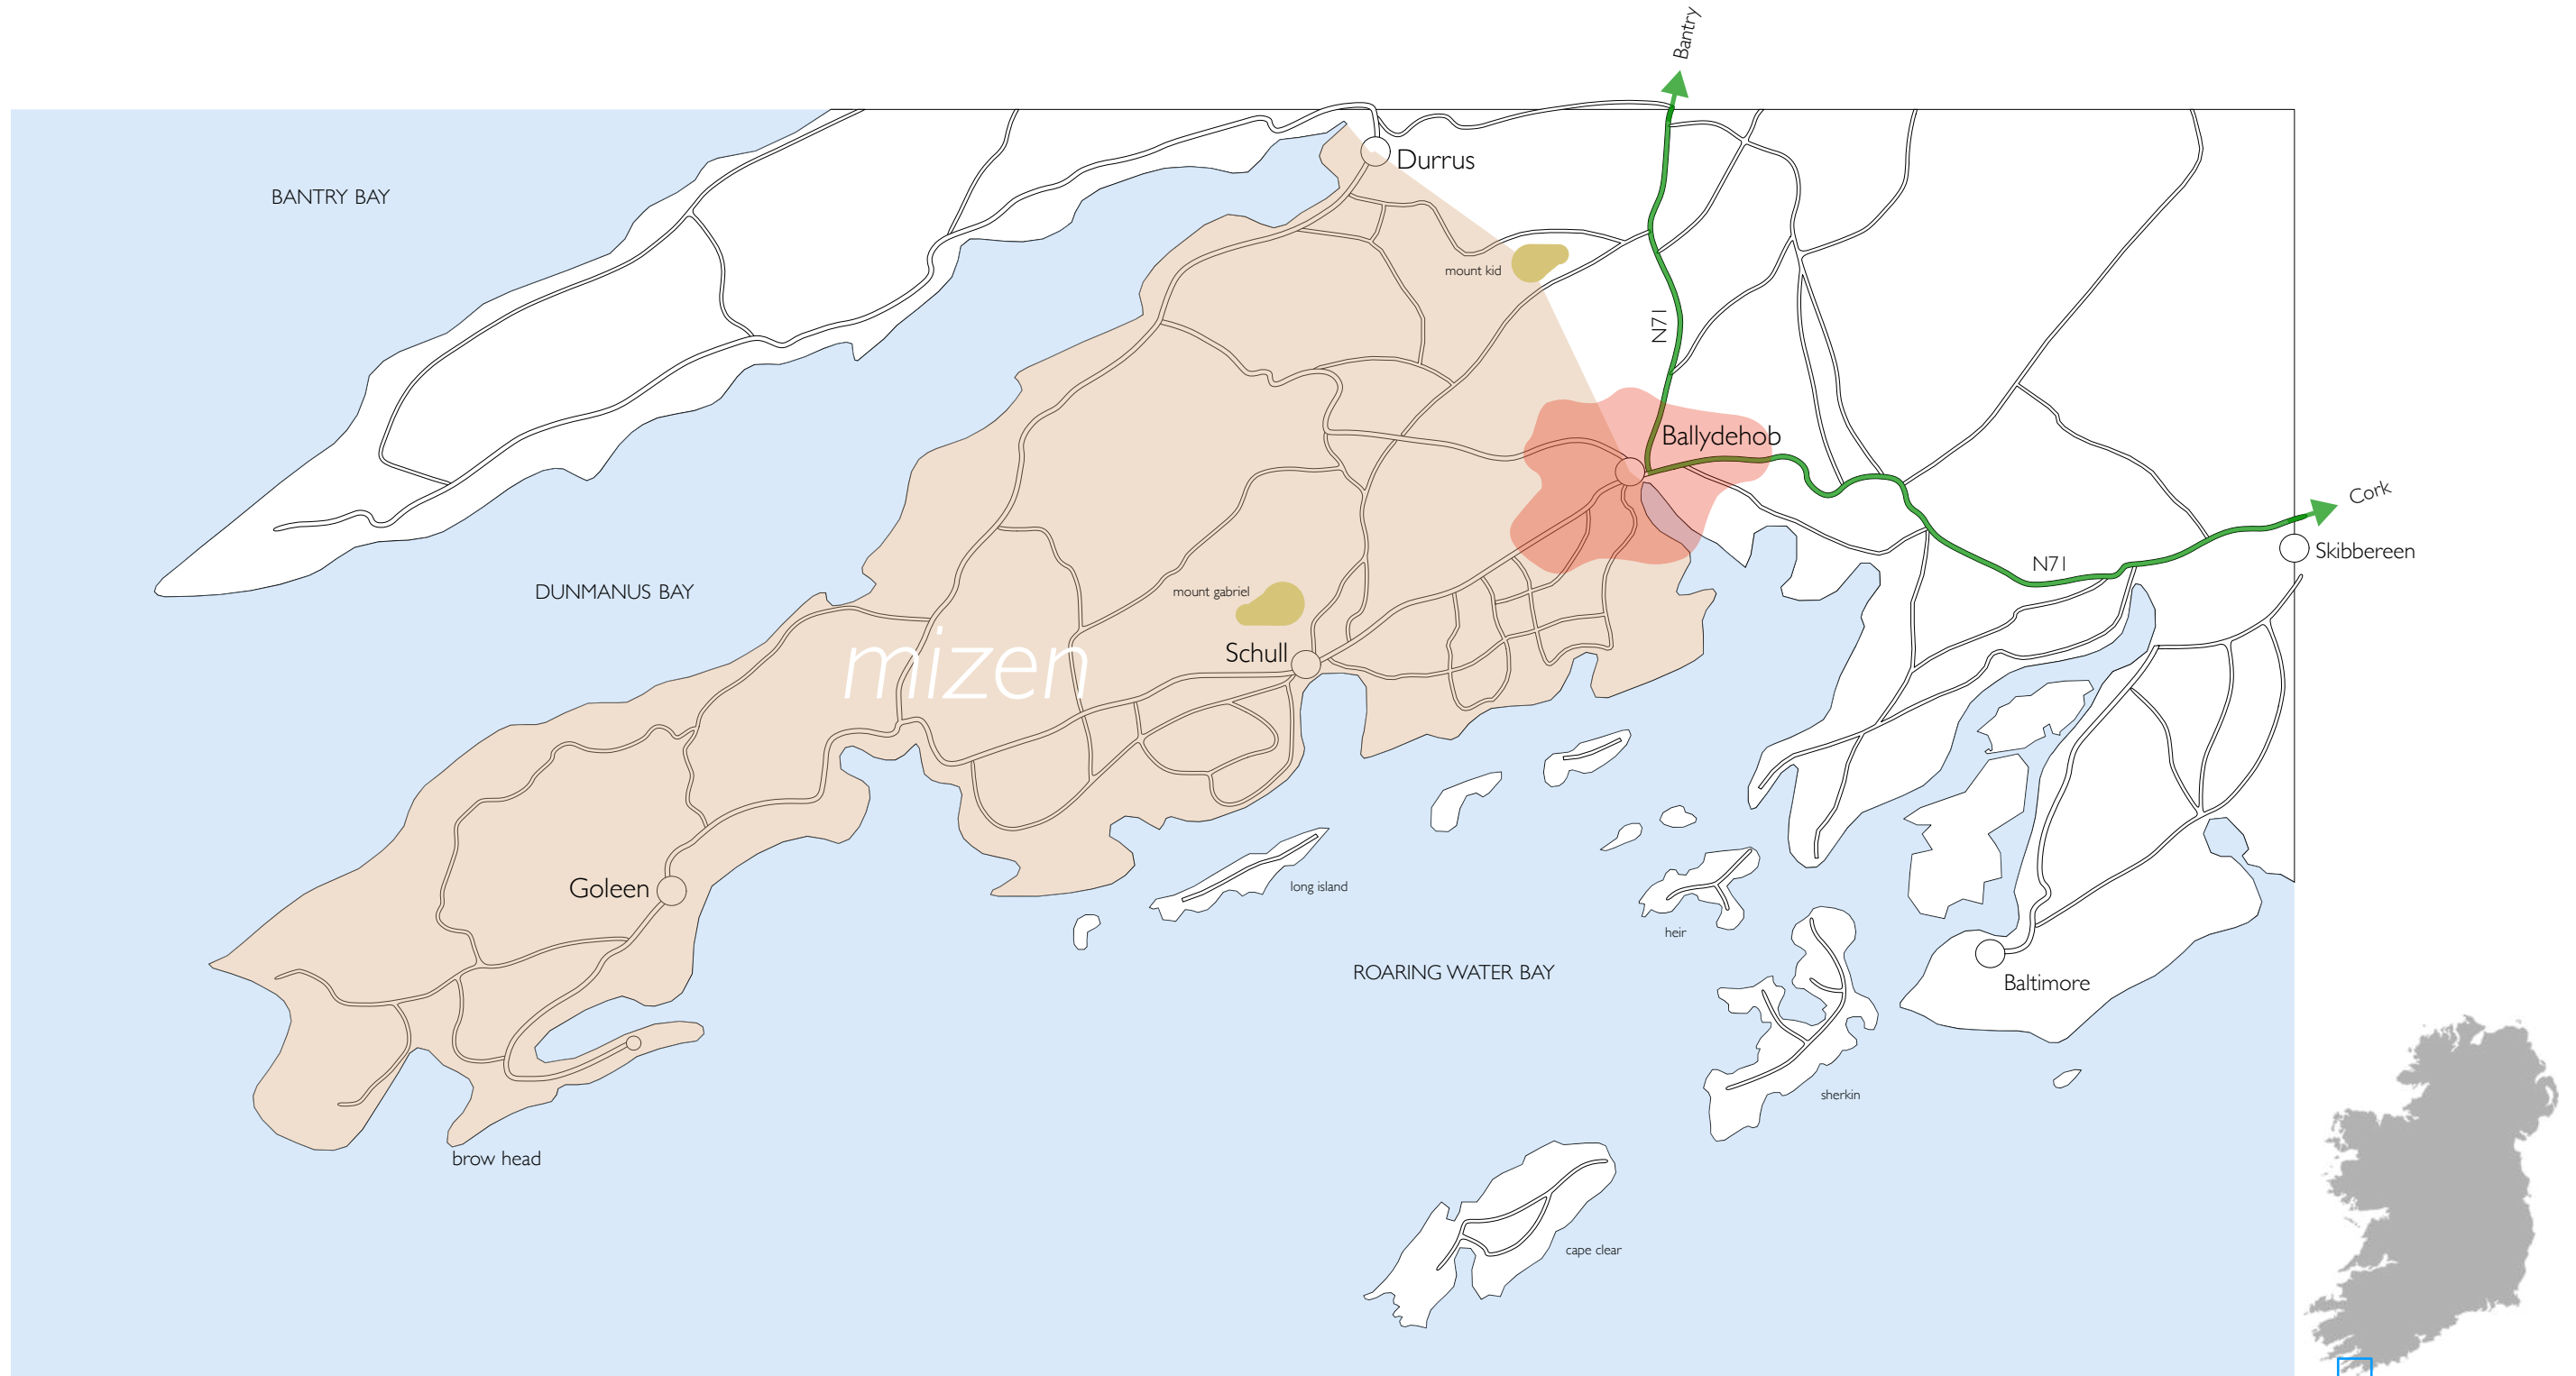 Bantry
Durrus
BANTRY BAY
mount kid
N71
Ballydehob
Cork
Skibbereen
N71
DUNMANUS BAY
mount gabriel
mizen
Schull
Goleen
long island
heir
ROARING WATER BAY
Baltimore
sherkin
brow head
cape clear